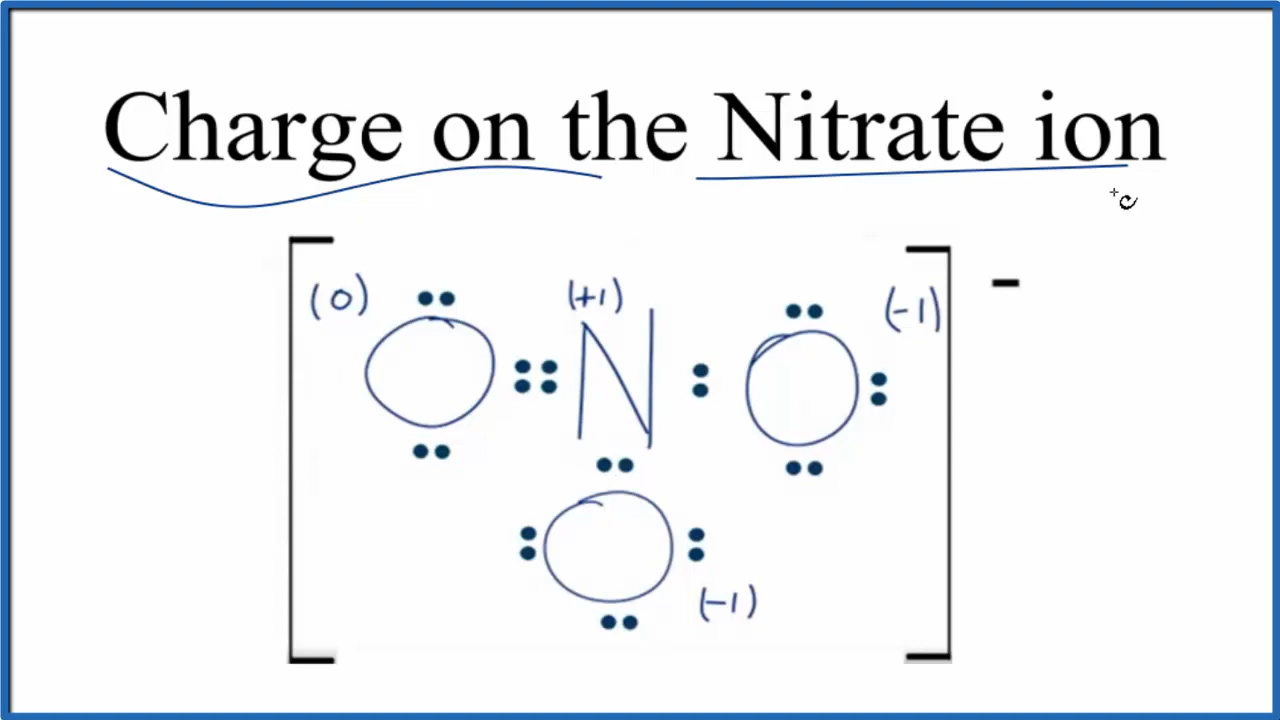 Charge on the Nitrate ion
(0) (+1) (-1) -
O N O
O
(-1)